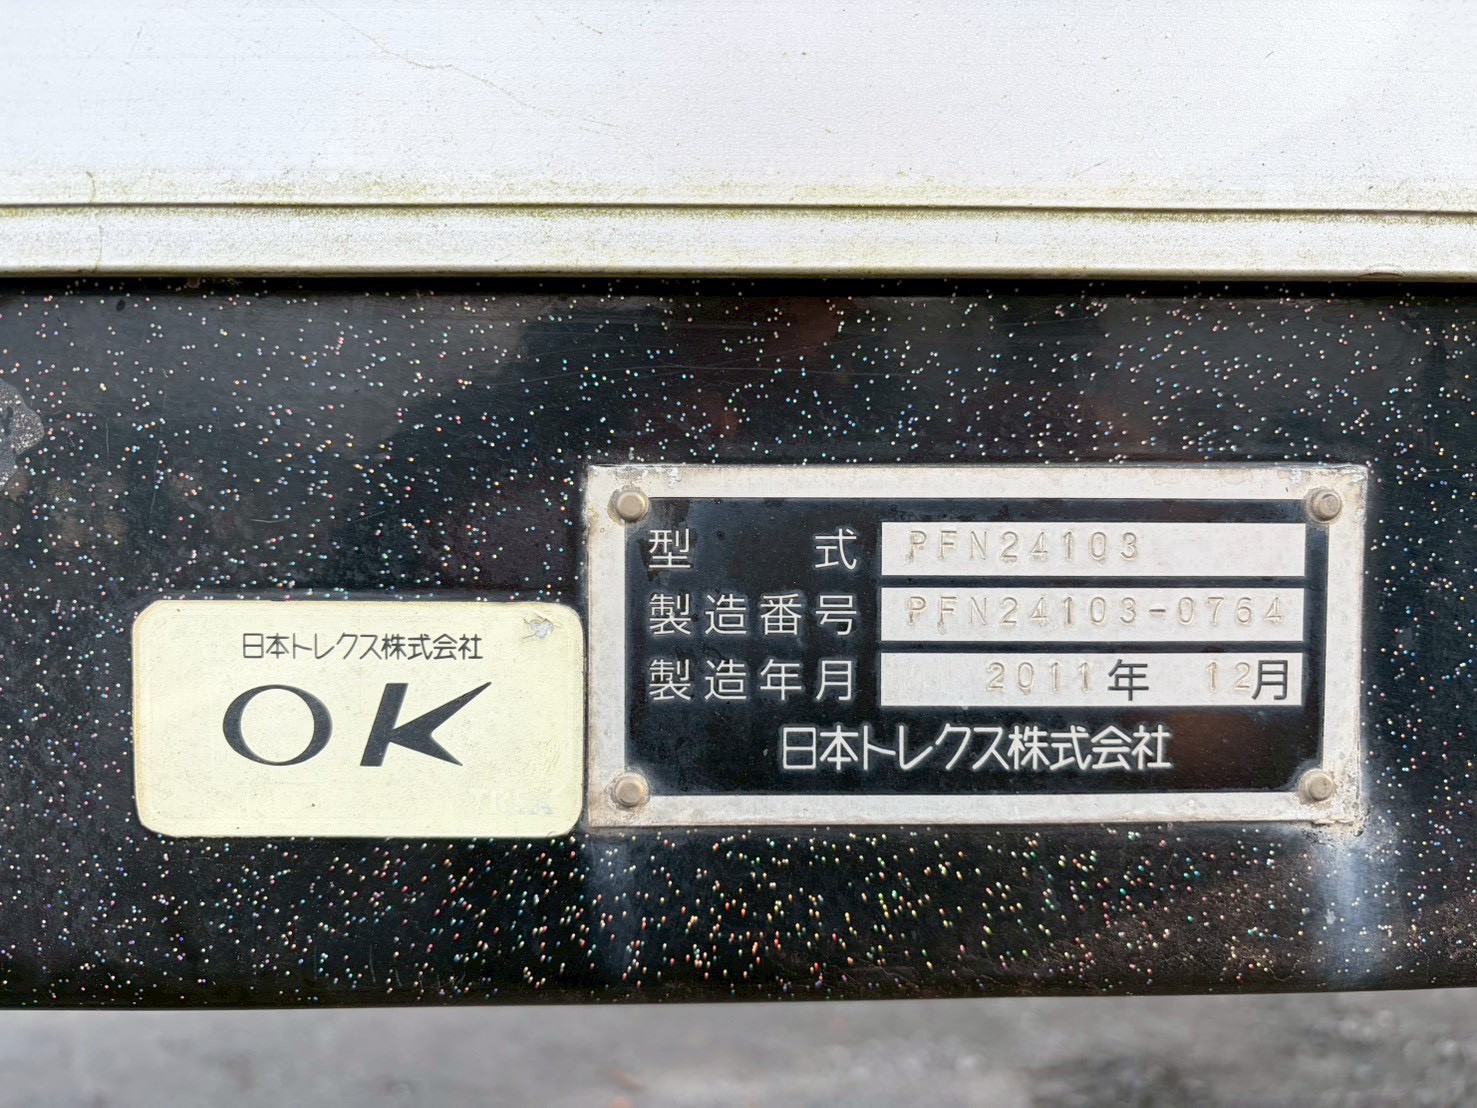 日本トレクス株式会社
OK
型式 PFN24103
製造番号 PFN24103-0764
製造年月 2011年 12月
日本トレクス株式会社